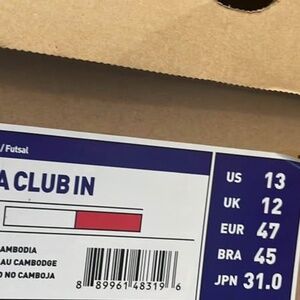 / Futsal
A CLUB IN
AMBODIA
AU CAMBODGE
O NO CAMBOJA
8 89961 48319 6
US 13
UK 12
EUR 47
BRA 45
JPN 31.0